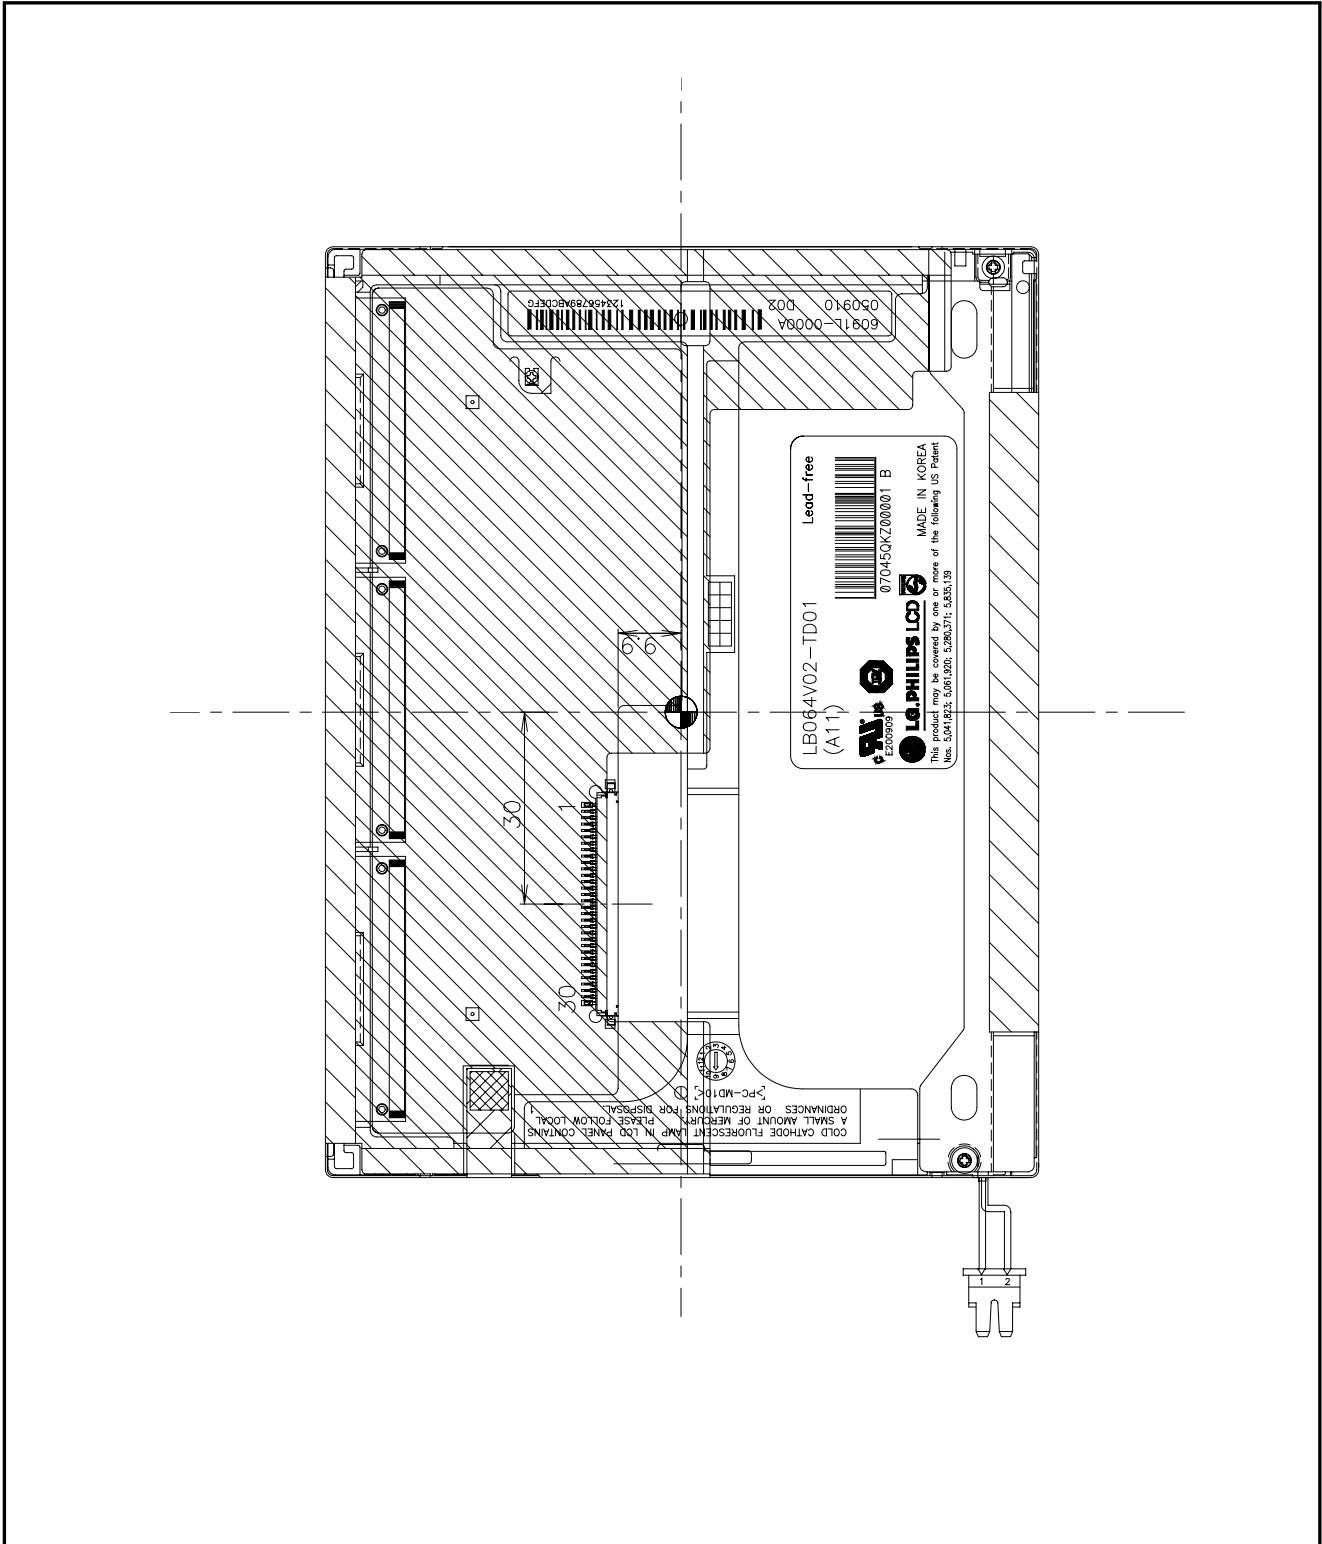 123456789ABCDEFG
050910 D02
6091L-0000A
Lead-free
LB064V02-TD01
(A11)
07045QKZ00001 B
E200909
MADE IN KOREA
LG.PHILIPS LCD
This product may be covered by one or more of the following US Patent
Nos. 5,041,823; 5,061,920; 5,280,371; 5,835,139
6.6
30
1
30
>PC-MD10<
COLD CATHODE FLUORESCENT LAMP IN LCD PANEL CONTAINS
A SMALL AMOUNT OF MERCURY. PLEASE FOLLOW LOCAL
ORDINANCES OR REGULATIONS FOR DISPOSAL.
1 2